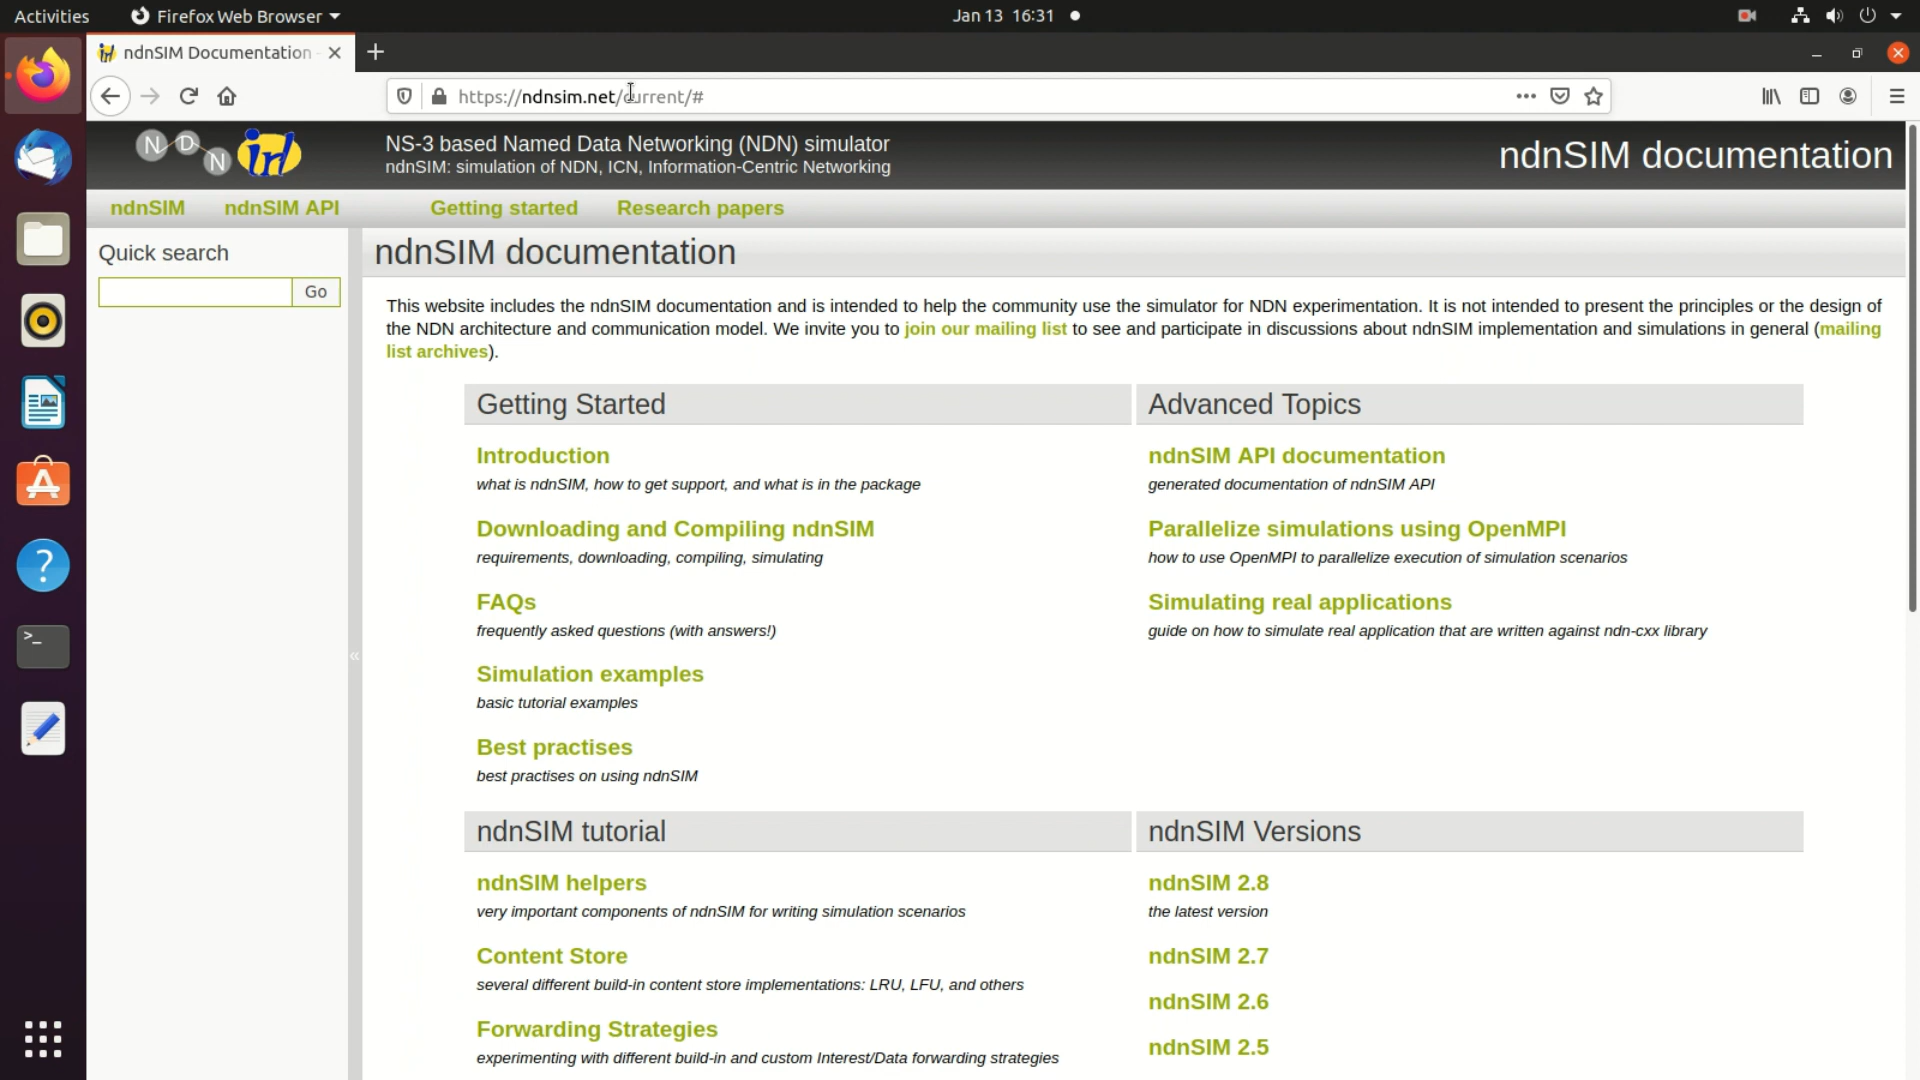 Activities
Firefox Web Browser
Jan 13 16:31
ndnSIM Documentation
https://ndnsim.net/current/#
N D N irl
NS-3 based Named Data Networking (NDN) simulator
ndnSIM: simulation of NDN, ICN, Information-Centric Networking
ndnSIM documentation
ndnSIM
ndnSIM API
Getting started
Research papers
Quick search
Go
ndnSIM documentation
This website includes the ndnSIM documentation and is intended to help the community use the simulator for NDN experimentation. It is not intended to present the principles or the design of
the NDN architecture and communication model. We invite you to join our mailing list to see and participate in discussions about ndnSIM implementation and simulations in general (mailing
list archives).
Getting Started
Introduction
what is ndnSIM, how to get support, and what is in the package
Downloading and Compiling ndnSIM
requirements, downloading, compiling, simulating
FAQs
frequently asked questions (with answers!)
Simulation examples
basic tutorial examples
Best practises
best practises on using ndnSIM
Advanced Topics
ndnSIM API documentation
generated documentation of ndnSIM API
Parallelize simulations using OpenMPI
how to use OpenMPI to parallelize execution of simulation scenarios
Simulating real applications
guide on how to simulate real application that are written against ndn-cxx library
ndnSIM tutorial
ndnSIM helpers
very important components of ndnSIM for writing simulation scenarios
Content Store
several different build-in content store implementations: LRU, LFU, and others
Forwarding Strategies
experimenting with different build-in and custom Interest/Data forwarding strategies
ndnSIM Versions
ndnSIM 2.8
the latest version
ndnSIM 2.7
ndnSIM 2.6
ndnSIM 2.5